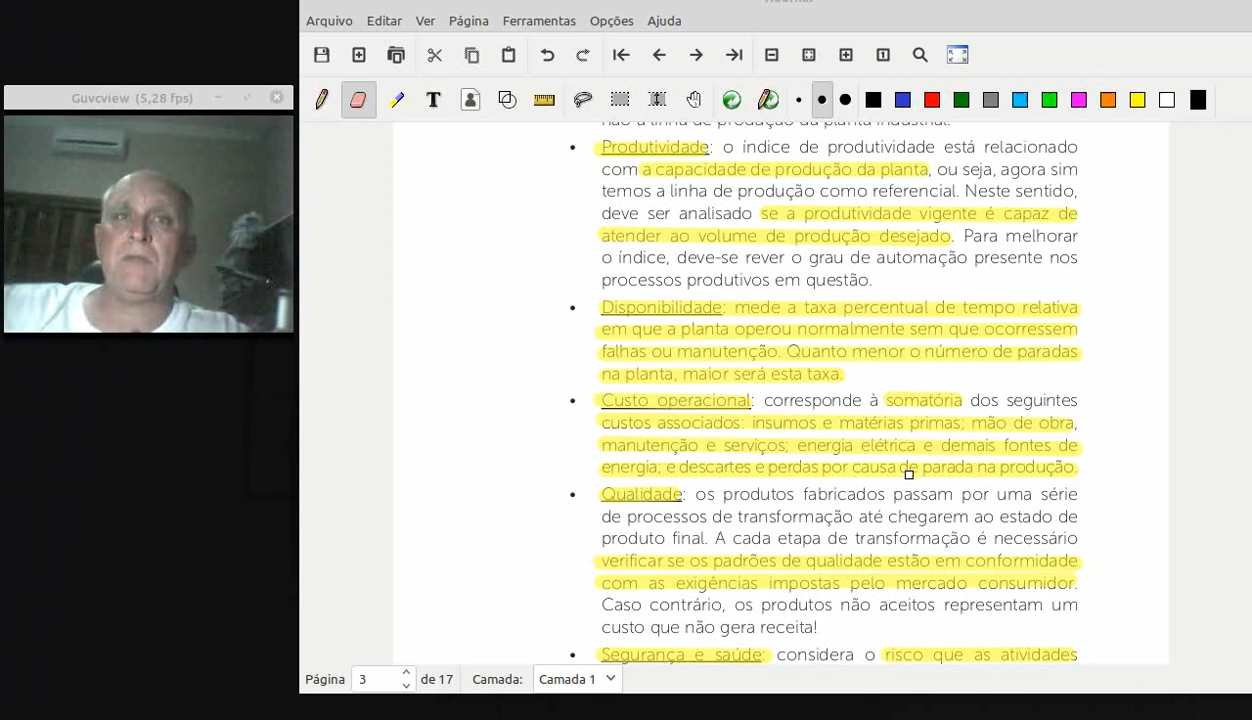 Arquivo Editar Ver Página Ferramentas Opções Ajuda
Guvcview (5,28 fps)
não a linha de produção da planta industrial.
• Produtividade: o índice de produtividade está relacionado
com a capacidade de produção da planta, ou seja, agora sim
temos a linha de produção como referencial. Neste sentido,
deve ser analisado se a produtividade vigente é capaz de
atender ao volume de produção desejado. Para melhorar
o índice, deve-se rever o grau de automação presente nos
processos produtivos em questão.
• Disponibilidade: mede a taxa percentual de tempo relativa
em que a planta operou normalmente sem que ocorressem
falhas ou manutenção. Quanto menor o número de paradas
na planta, maior será esta taxa.
• Custo operacional: corresponde à somatória dos seguintes
custos associados: insumos e matérias primas; mão de obra,
manutenção e serviços; energia elétrica e demais fontes de
energia; e descartes e perdas por causa de parada na produção.
• Qualidade: os produtos fabricados passam por uma série
de processos de transformação até chegarem ao estado de
produto final. A cada etapa de transformação é necessário
verificar se os padrões de qualidade estão em conformidade
com as exigências impostas pelo mercado consumidor.
Caso contrário, os produtos não aceitos representam um
custo que não gera receita!
• Segurança e saúde: considera o risco que as atividades
Página 3 de 17 Camada: Camada 1